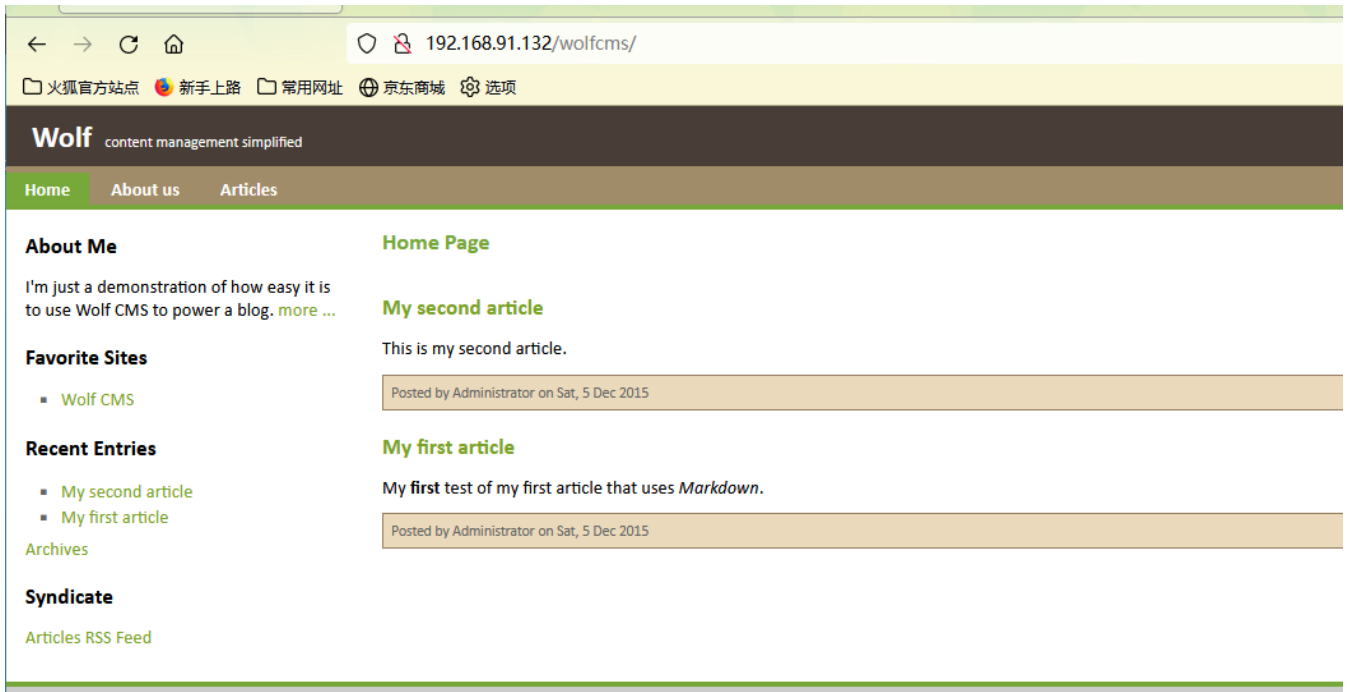 192.168.91.132/wolfcms/
火狐官方站点 新手上路 常用网址 京东商城 选项
Wolf content management simplified
Home About us Articles
About Me
I'm just a demonstration of how easy it is
to use Wolf CMS to power a blog. more ...
Favorite Sites
Wolf CMS
Recent Entries
My second article
My first article
Archives
Syndicate
Articles RSS Feed
Home Page
My second article
This is my second article.
Posted by Administrator on Sat, 5 Dec 2015
My first article
My first test of my first article that uses Markdown.
Posted by Administrator on Sat, 5 Dec 2015